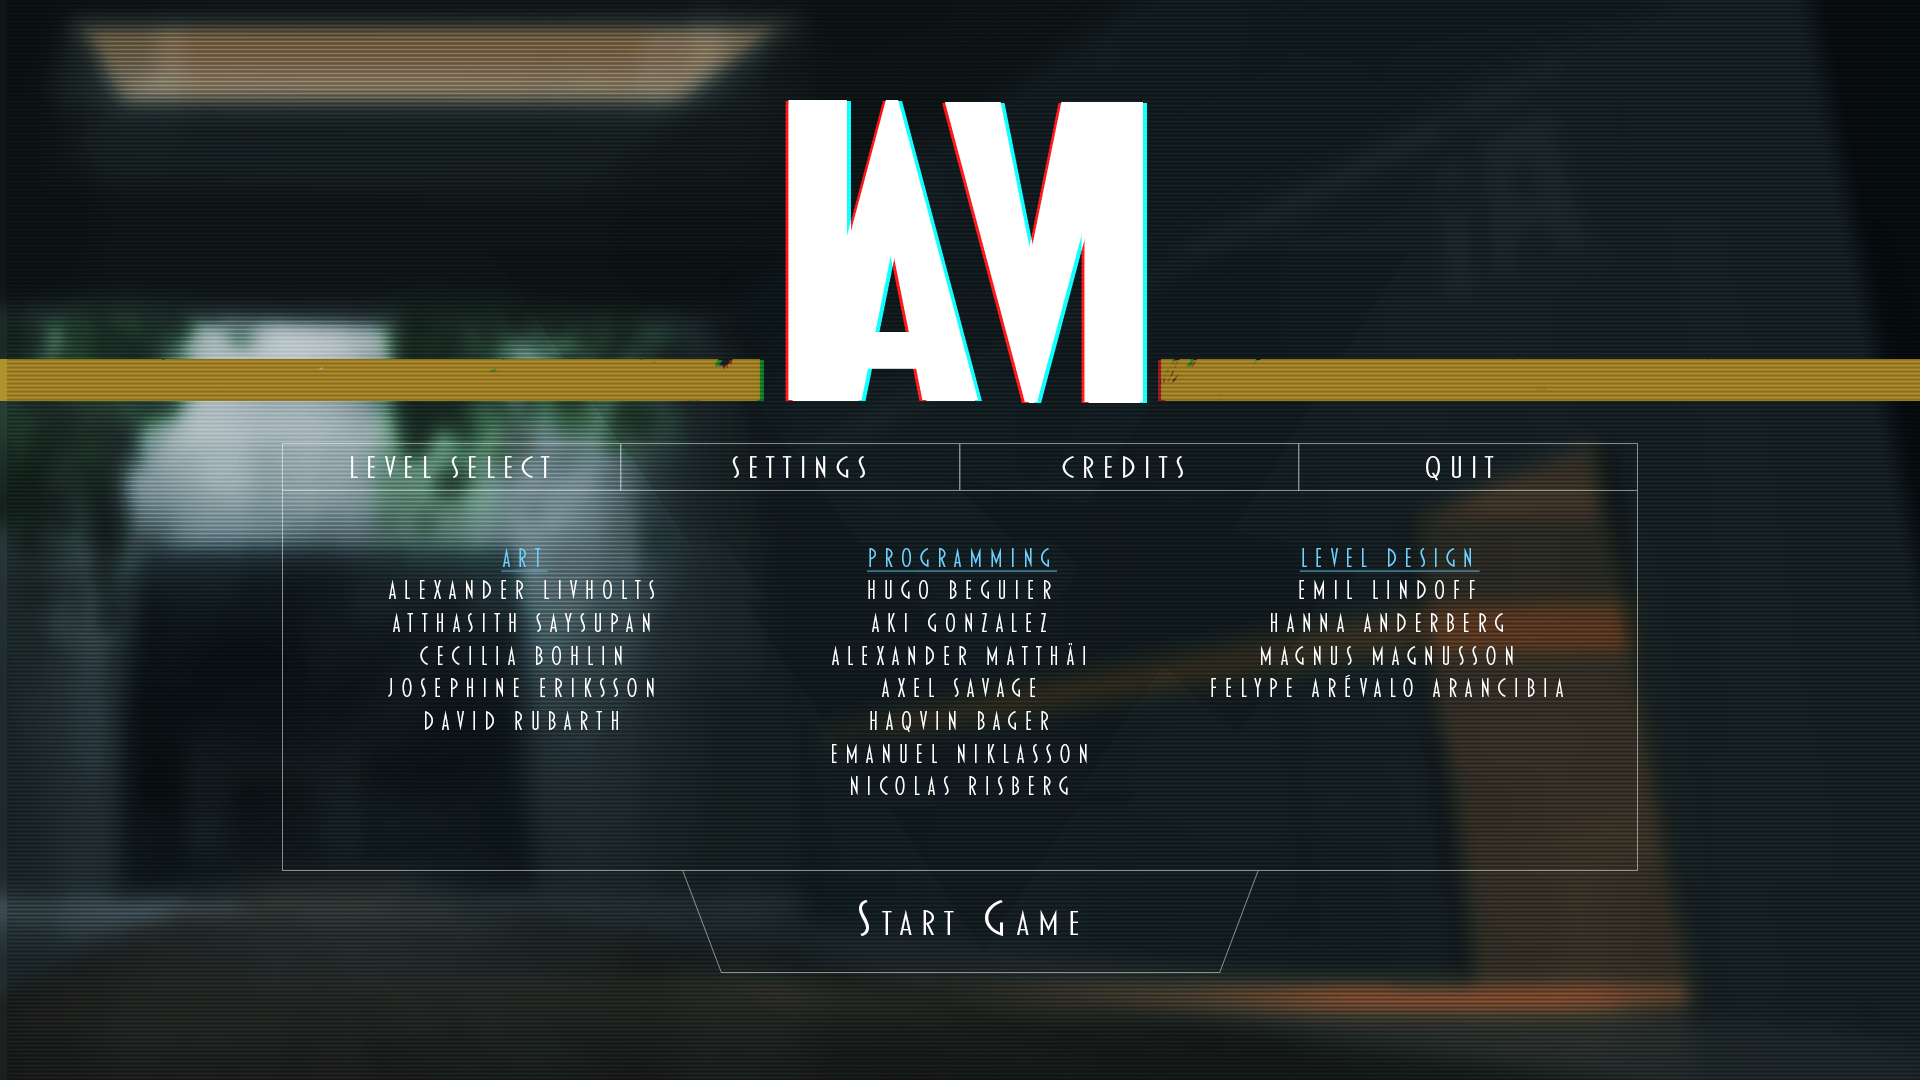 IAM
LEVEL SELECT
SETTINGS
CREDITS
QUIT
ART
ALEXANDER LIVHOLTS
ATTHASITH SAYSUPAN
CECILIA BOHLIN
JOSEPHINE ERIKSSON
DAVID RUBARTH
PROGRAMMING
HUGO BEGUIER
AKI GONZALEZ
ALEXANDER MATTHÄI
AXEL SAVAGE
HAQVIN BAGER
EMANUEL NIKLASSON
NICOLAS RISBERG
LEVEL DESIGN
EMIL LINDOFF
HANNA ANDERBERG
MAGNUS MAGNUSSON
FELYPE ARÉVALO ARANCIBIA
START GAME